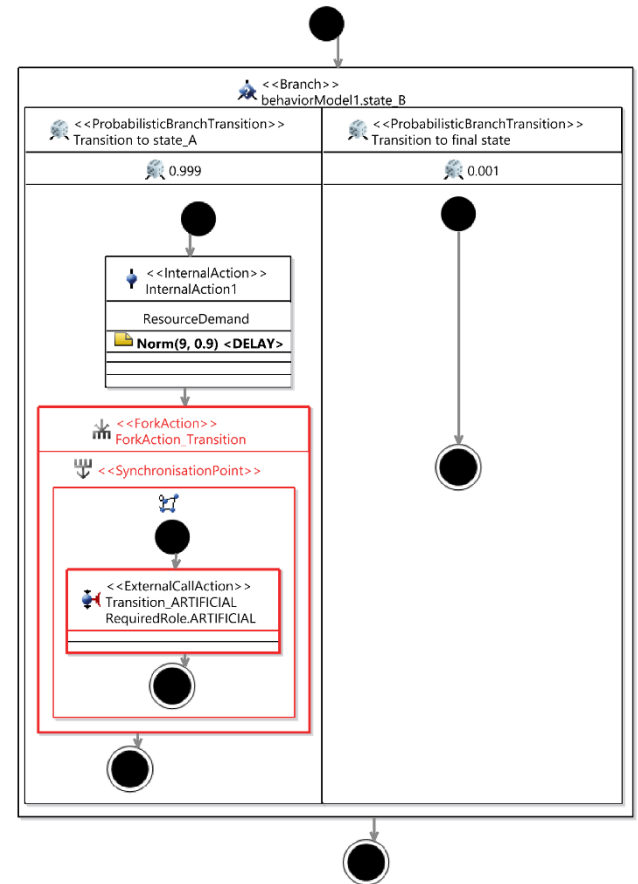 <<Branch>>
behaviorModel1.state_B
<<ProbabilisticBranchTransition>>
Transition to state_A
0.999
<<InternalAction>>
InternalAction1
ResourceDemand
Norm(9, 0.9) <DELAY>
<<ForkAction>>
ForkAction_Transition
<<SynchronisationPoint>>
<<ExternalCallAction>>
Transition_ARTIFICIAL
RequiredRole.ARTIFICIAL
<<ProbabilisticBranchTransition>>
Transition to final state
0.001